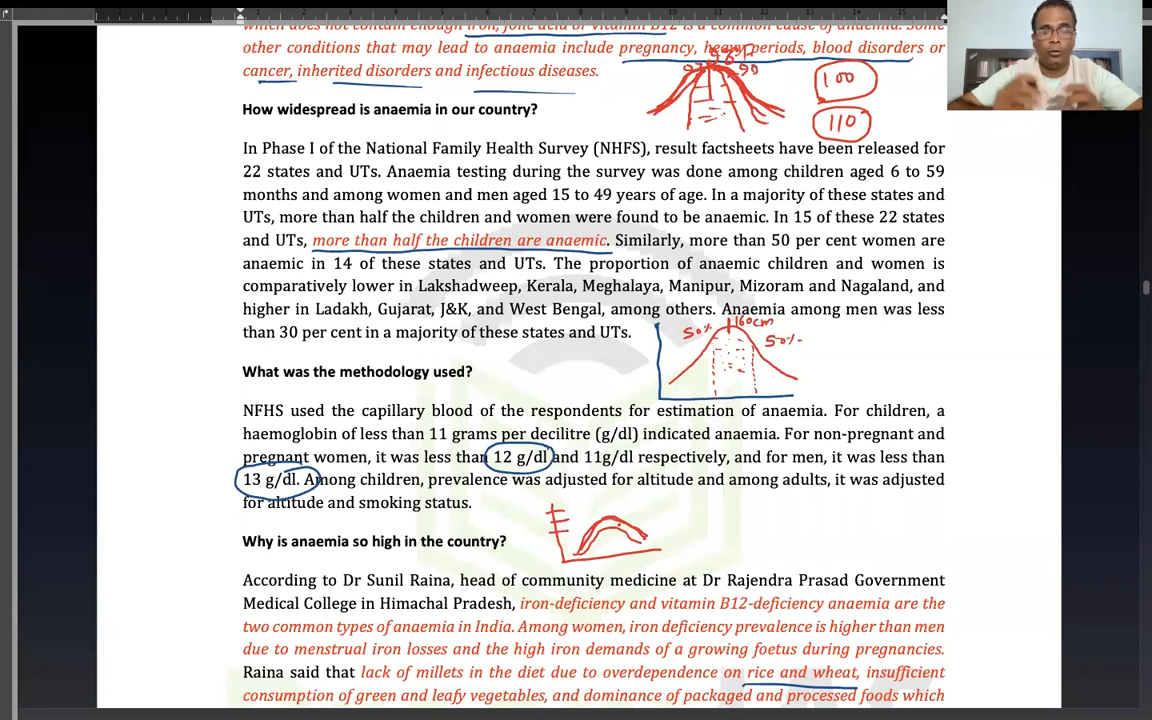 which does not contain enough iron, folic acid or vitamin B12 is a common cause of anaemia. Some
other conditions that may lead to anaemia include pregnancy, heavy periods, blood disorders or
cancer, inherited disorders and infectious diseases.
98°F
90
100
110
How widespread is anaemia in our country?
In Phase I of the National Family Health Survey (NHFS), result factsheets have been released for
22 states and UTs. Anaemia testing during the survey was done among children aged 6 to 59
months and among women and men aged 15 to 49 years of age. In a majority of these states and
UTs, more than half the children and women were found to be anaemic. In 15 of these 22 states
and UTs, more than half the children are anaemic. Similarly, more than 50 per cent women are
anaemic in 14 of these states and UTs. The proportion of anaemic children and women is
comparatively lower in Lakshadweep, Kerala, Meghalaya, Manipur, Mizoram and Nagaland, and
higher in Ladakh, Gujarat, J&K, and West Bengal, among others. Anaemia among men was less
than 30 per cent in a majority of these states and UTs.
50% 160cm
50%
What was the methodology used?
NFHS used the capillary blood of the respondents for estimation of anaemia. For children, a
haemoglobin of less than 11 grams per decilitre (g/dl) indicated anaemia. For non-pregnant and
pregnant women, it was less than 12 g/dl and 11g/dl respectively, and for men, it was less than
13 g/dl. Among children, prevalence was adjusted for altitude and among adults, it was adjusted
for altitude and smoking status.
Why is anaemia so high in the country?
According to Dr Sunil Raina, head of community medicine at Dr Rajendra Prasad Government
Medical College in Himachal Pradesh, iron-deficiency and vitamin B12-deficiency anaemia are the
two common types of anaemia in India. Among women, iron deficiency prevalence is higher than men
due to menstrual iron losses and the high iron demands of a growing foetus during pregnancies.
Raina said that lack of millets in the diet due to overdependence on rice and wheat, insufficient
consumption of green and leafy vegetables, and dominance of packaged and processed foods which